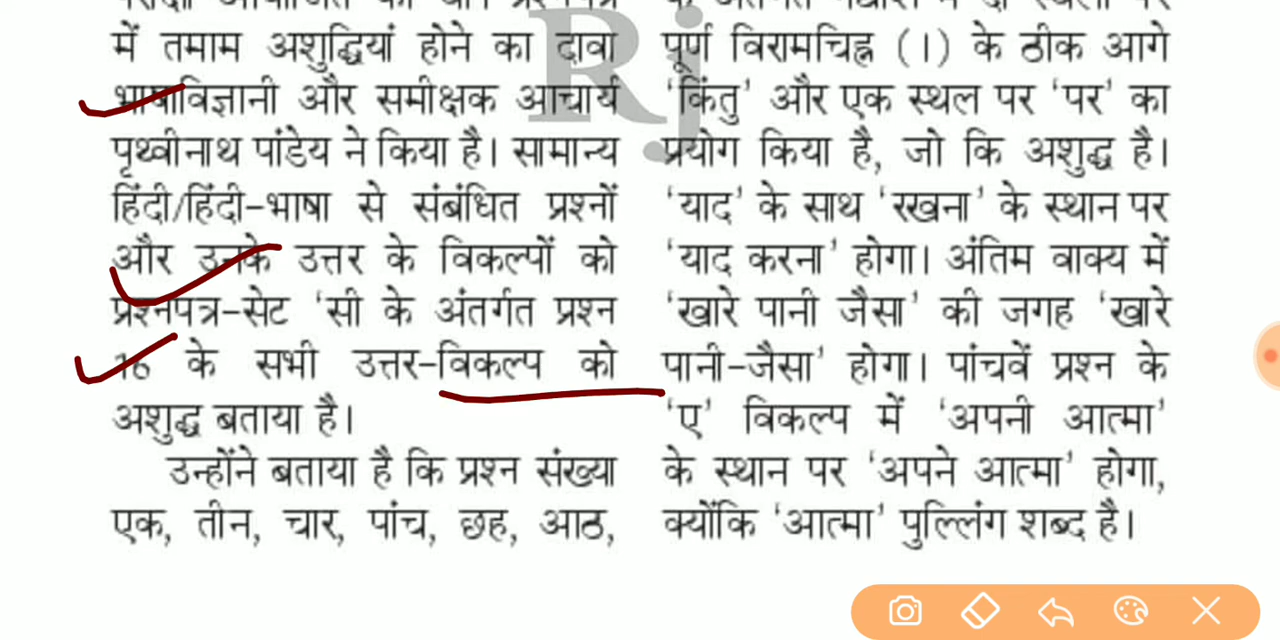 में तमाम अशुद्धियां होने का दावा
भाषाविज्ञानी और समीक्षक आचार्य
पृथ्वीनाथ पांडेय ने किया है। सामान्य
हिंदी/हिंदी-भाषा से संबंधित प्रश्नों
और उनके उत्तर के विकल्पों को
प्रश्नपत्र-सेट ‘सी के अंतर्गत प्रश्न
16 के सभी उत्तर-विकल्प को
अशुद्ध बताया है।
उन्होंने बताया है कि प्रश्न संख्या
एक, तीन, चार, पांच, छह, आठ,
पूर्ण विरामचिह्न (।) के ठीक आगे
‘किंतु’ और एक स्थल पर ‘पर’ का
प्रयोग किया है, जो कि अशुद्ध है।
‘याद’ के साथ ‘रखना’ के स्थान पर
‘याद करना’ होगा। अंतिम वाक्य में
‘खारे पानी जैसा’ की जगह ‘खारे
पानी-जैसा’ होगा। पांचवें प्रश्न के
‘ए’ विकल्प में ‘अपनी आत्मा’
के स्थान पर ‘अपने आत्मा’ होगा,
क्योंकि ‘आत्मा’ पुल्लिंग शब्द है।
Rj